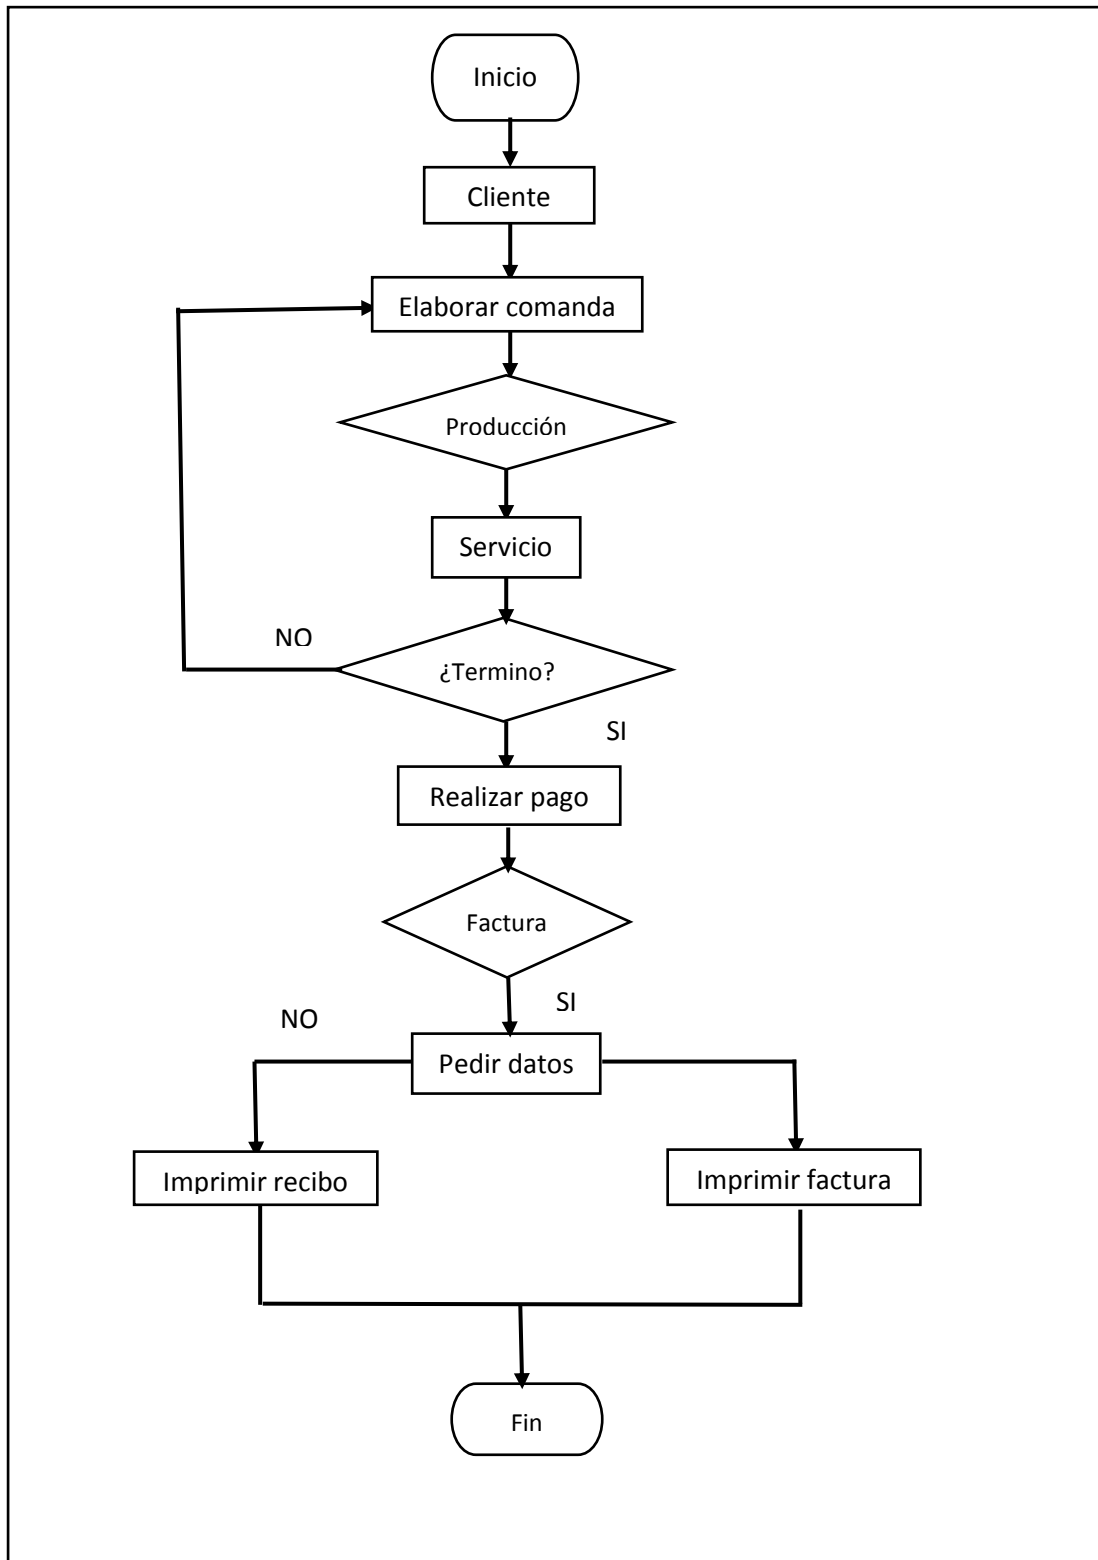 Inicio
Cliente
Elaborar comanda
Producción
Servicio
NO
¿Termino?
SI
Realizar pago
Factura
SI
NO
Pedir datos
Imprimir recibo
Imprimir factura
Fin